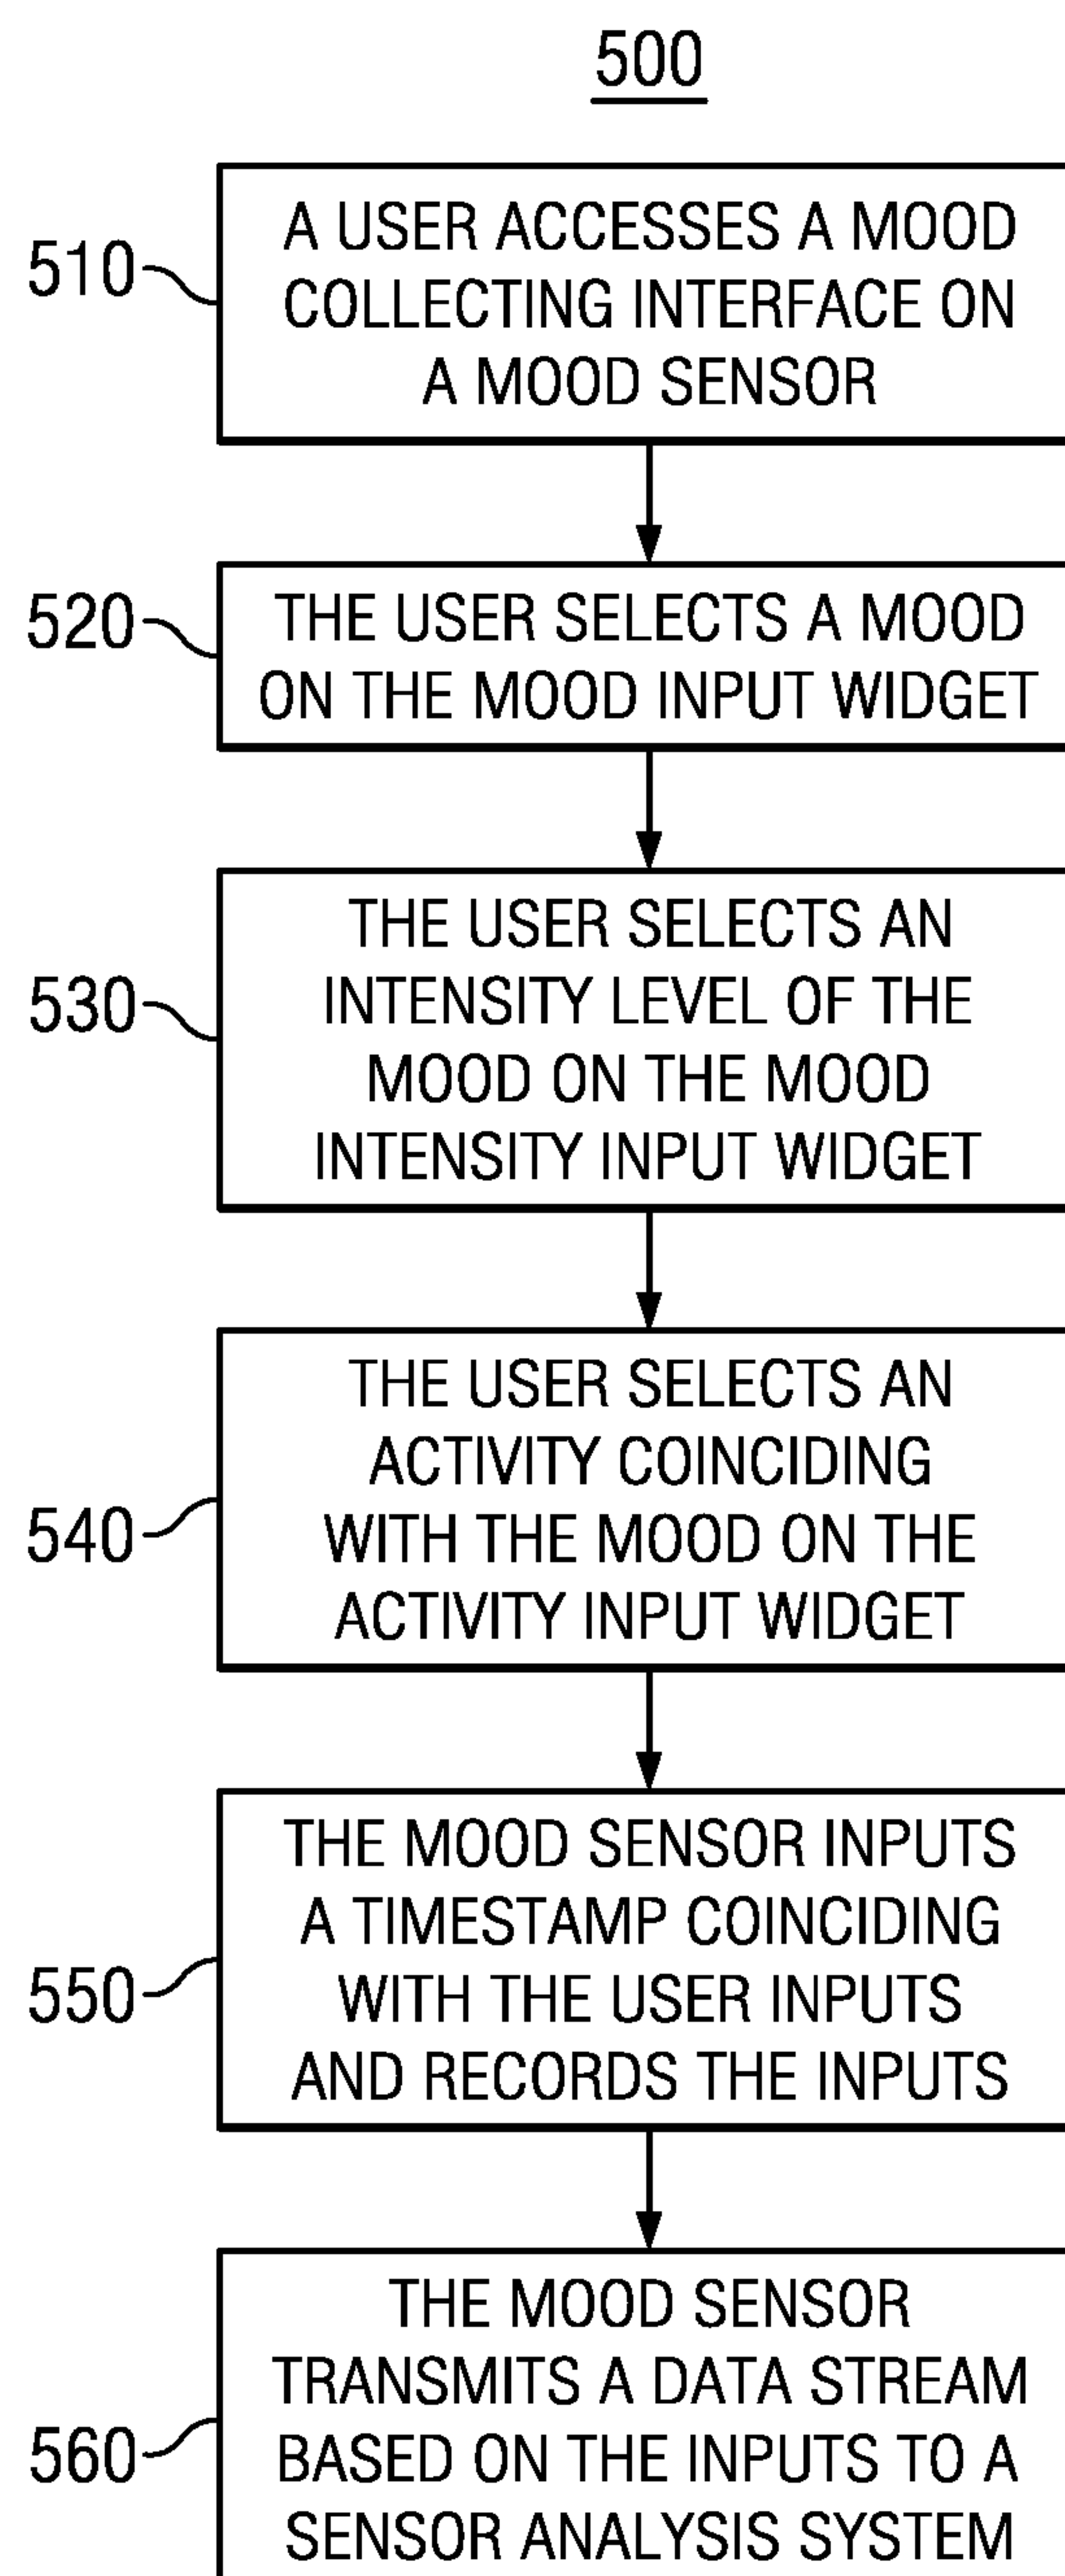 500
510
A USER ACCESSES A MOOD
COLLECTING INTERFACE ON
A MOOD SENSOR
520
THE USER SELECTS A MOOD
ON THE MOOD INPUT WIDGET
530
THE USER SELECTS AN
INTENSITY LEVEL OF THE
MOOD ON THE MOOD
INTENSITY INPUT WIDGET
540
THE USER SELECTS AN
ACTIVITY COINCIDING
WITH THE MOOD ON THE
ACTIVITY INPUT WIDGET
550
THE MOOD SENSOR INPUTS
A TIMESTAMP COINCIDING
WITH THE USER INPUTS
AND RECORDS THE INPUTS
560
THE MOOD SENSOR
TRANSMITS A DATA STREAM
BASED ON THE INPUTS TO A
SENSOR ANALYSIS SYSTEM